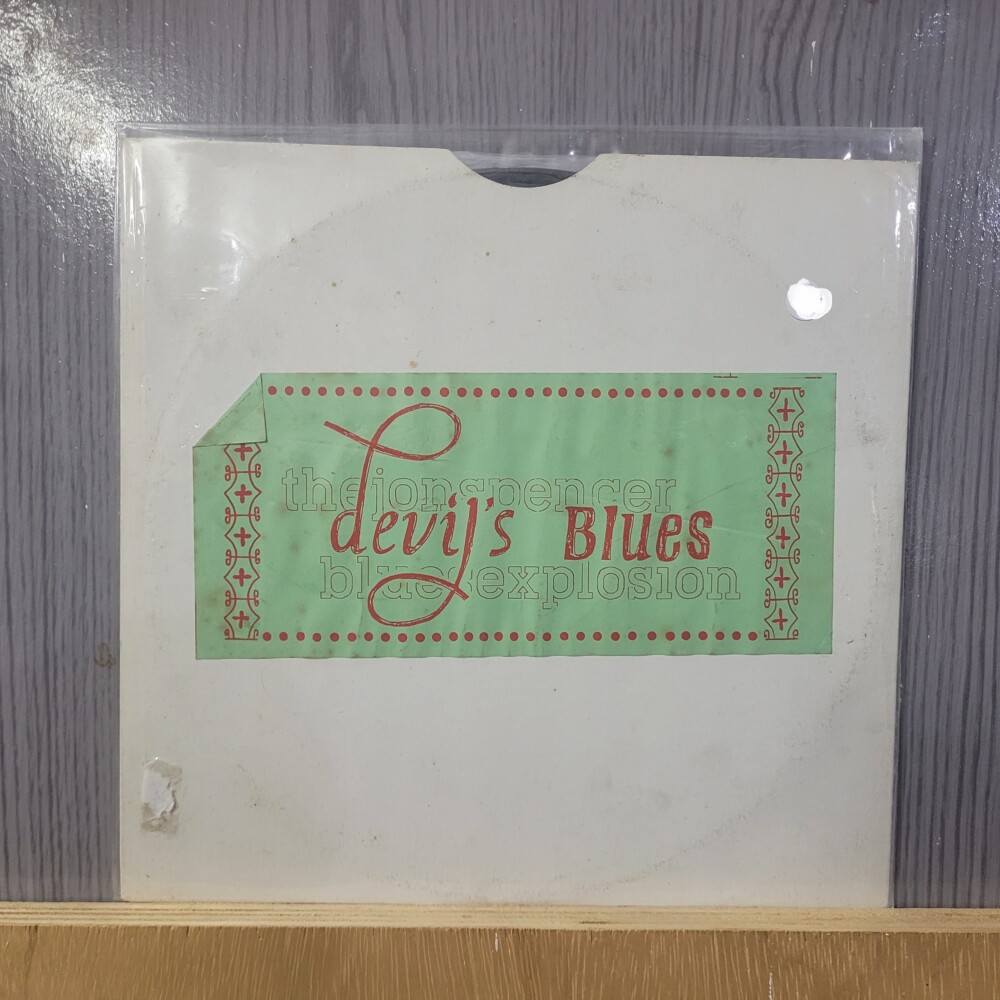 thejonspencer
devil's BLUES
bluesexplosion